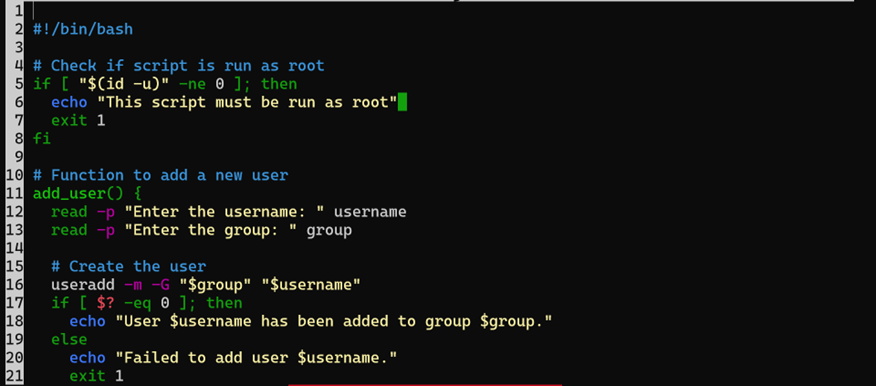 1
2 #!/bin/bash
3
4 # Check if script is run as root
5 if [ "$(id -u)" -ne 0 ]; then
6   echo "This script must be run as root"
7   exit 1
8 fi
9
10 # Function to add a new user
11 add_user() {
12   read -p "Enter the username: " username
13   read -p "Enter the group: " group
14
15   # Create the user
16   useradd -m -G "$group" "$username"
17   if [ $? -eq 0 ]; then
18     echo "User $username has been added to group $group."
19   else
20     echo "Failed to add user $username."
21     exit 1